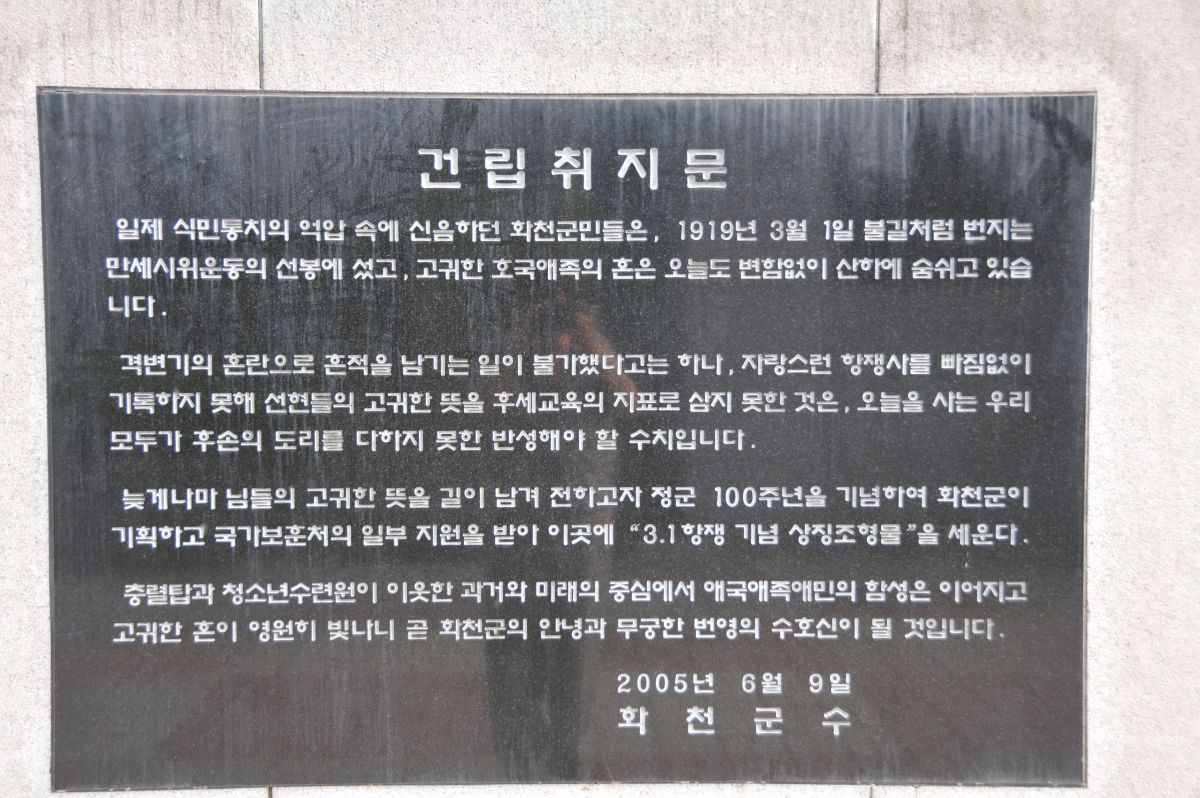 건립취지문
일제 식민통치의 억압 속에 신음하던 화천군민들은, 1919년 3월 1일 불길처럼 번지는
만세시위운동의 선봉에 섰고, 고귀한 호국애족의 혼은 오늘도 변함없이 산하에 숨쉬고 있습
니다.
격변기의 혼란으로 흔적을 남기는 일이 불가했다고는 하나, 자랑스런 항쟁사를 빠짐없이
기록하지 못해 선현들의 고귀한 뜻을 후세교육의 지표로 삼지 못한 것은, 오늘을 사는 우리
모두가 후손의 도리를 다하지 못한 반성해야 할 수치입니다.
늦게나마 님들의 고귀한 뜻을 길이 남겨 전하고자 정군 100주년을 기념하여 화천군이
기획하고 국가보훈처의 일부 지원을 받아 이곳에 "3.1항쟁 기념 상징조형물"을 세운다.
충렬탑과 청소년수련원이 이웃한 과거와 미래의 중심에서 애국애족애민의 함성은 이어지고
고귀한 혼이 영원히 빛나니 곧 화천군의 안녕과 무궁한 번영의 수호신이 될 것입니다.
2005년 6월 9일
화천군수